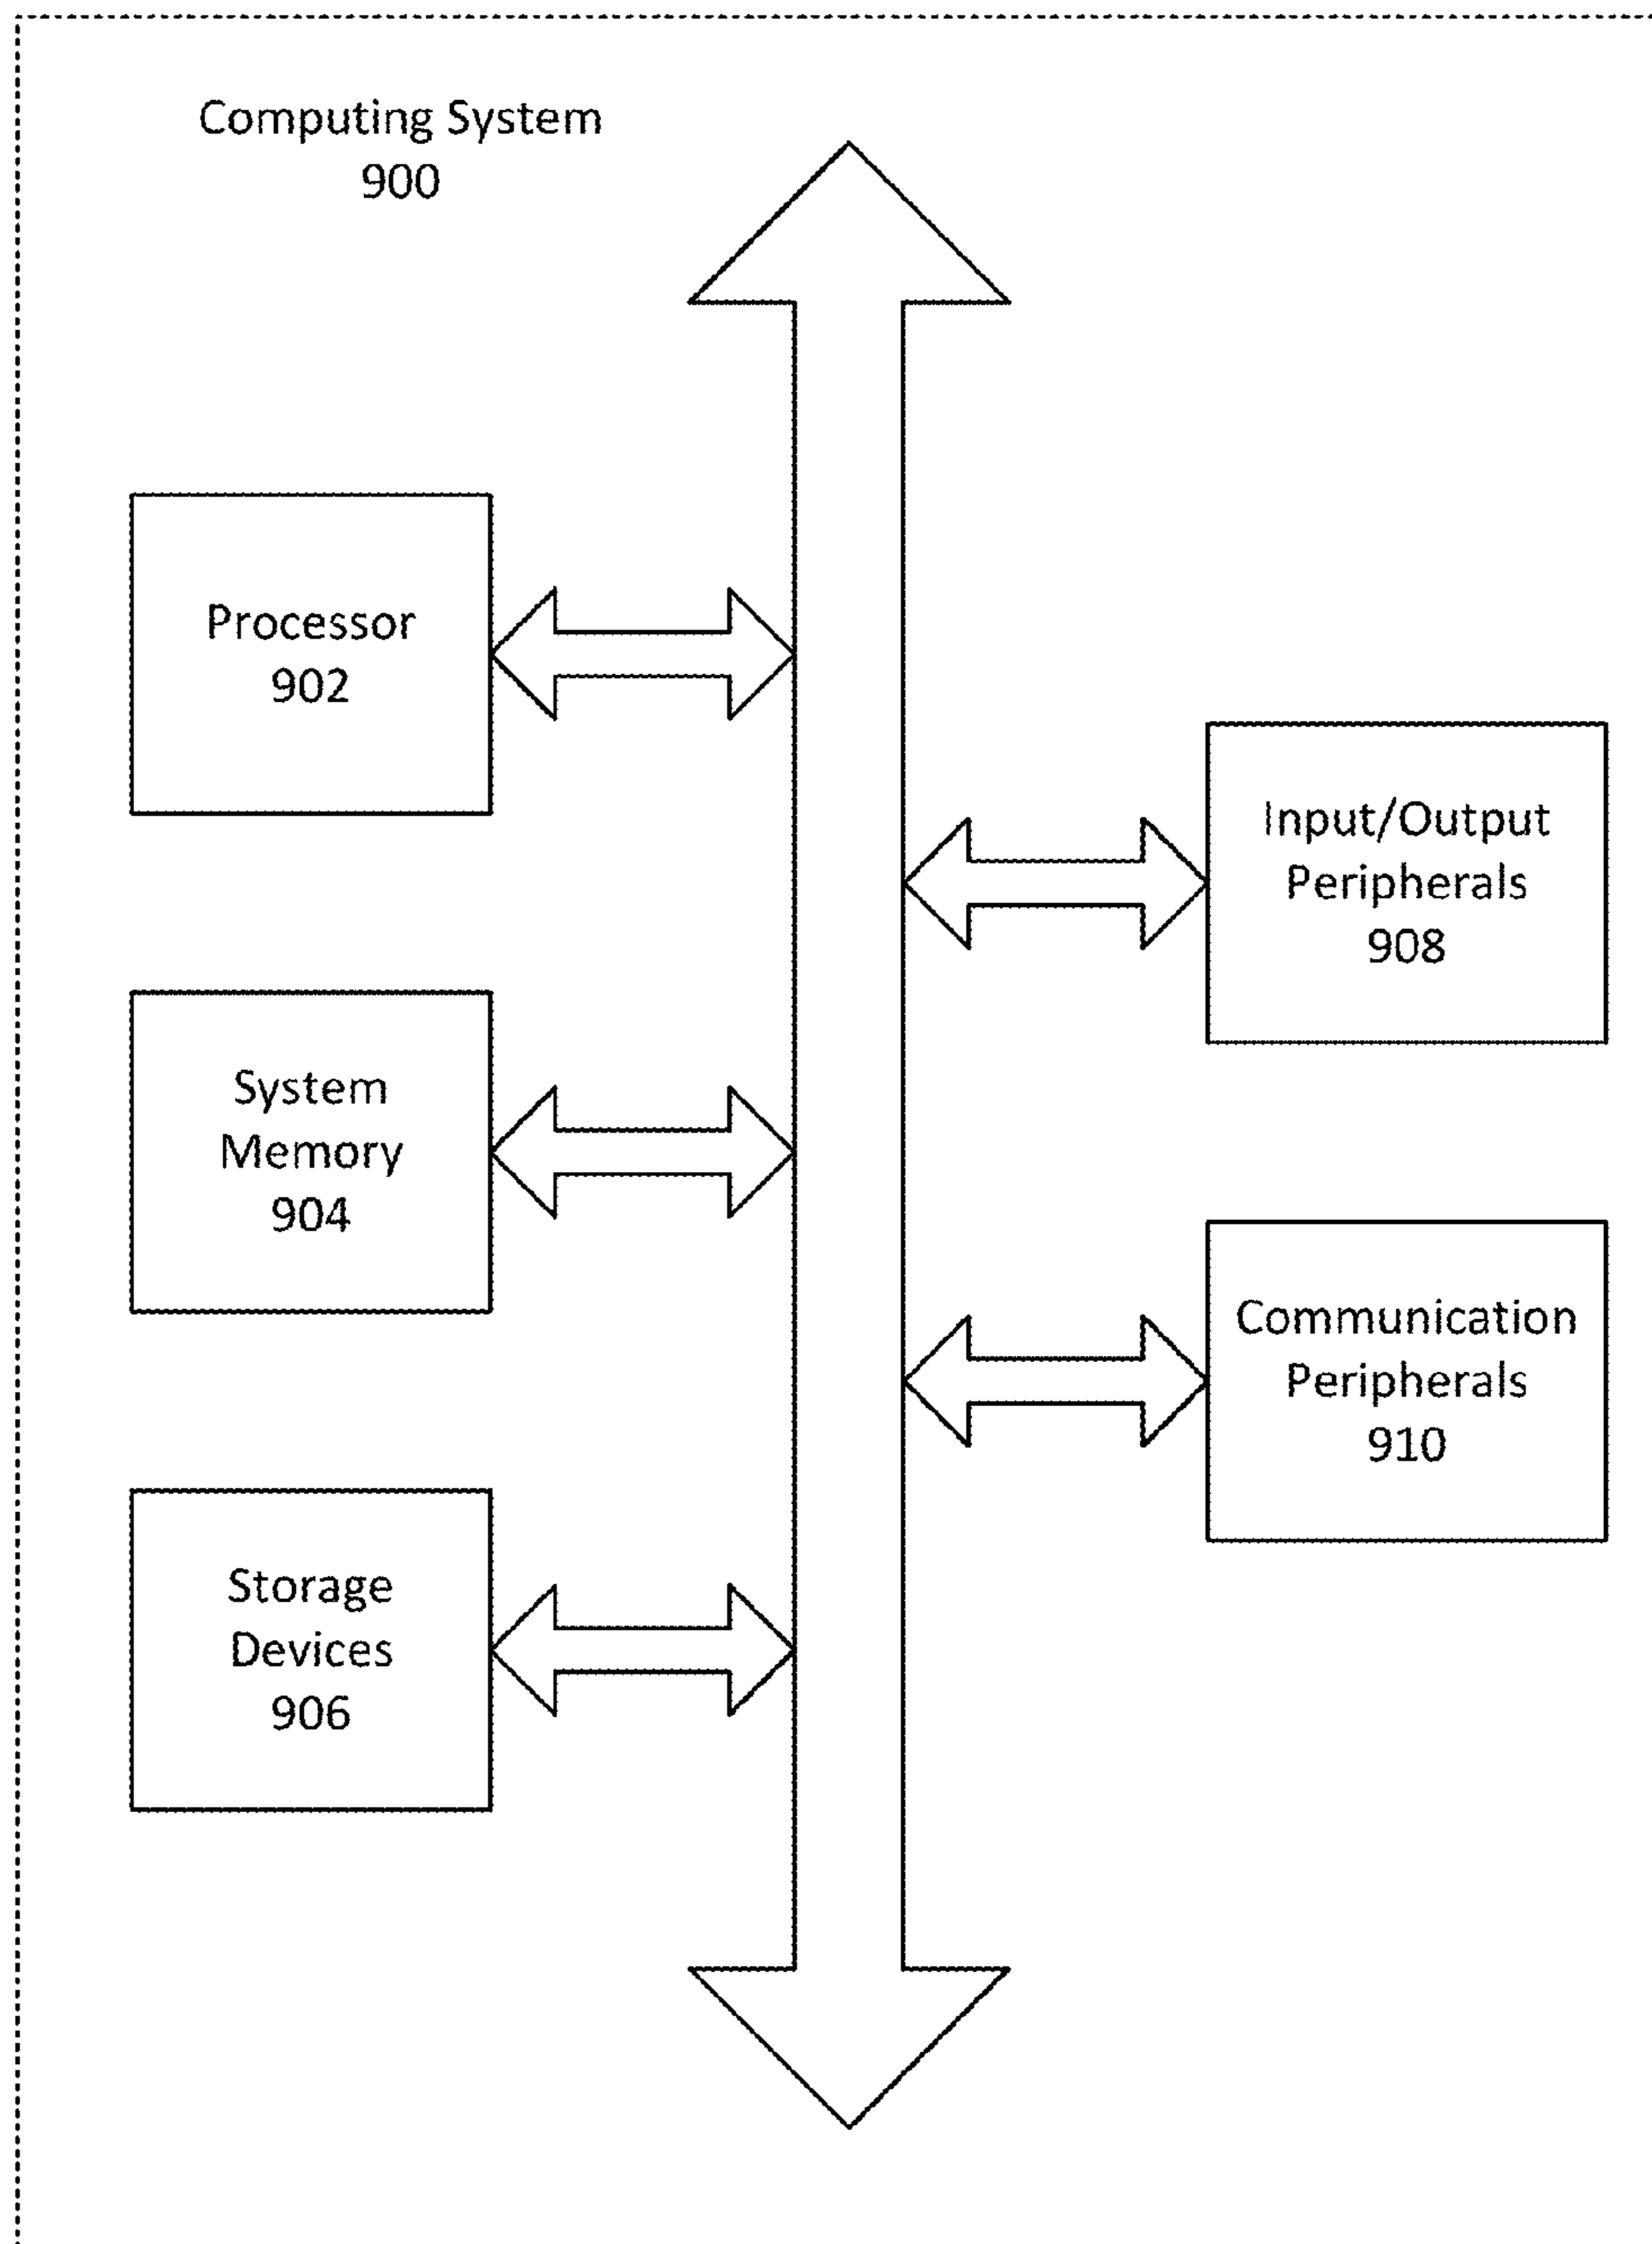 Computing System
900
Processor
902
System
Memory
904
Storage
Devices
906
Input/Output
Peripherals
908
Communication
Peripherals
910